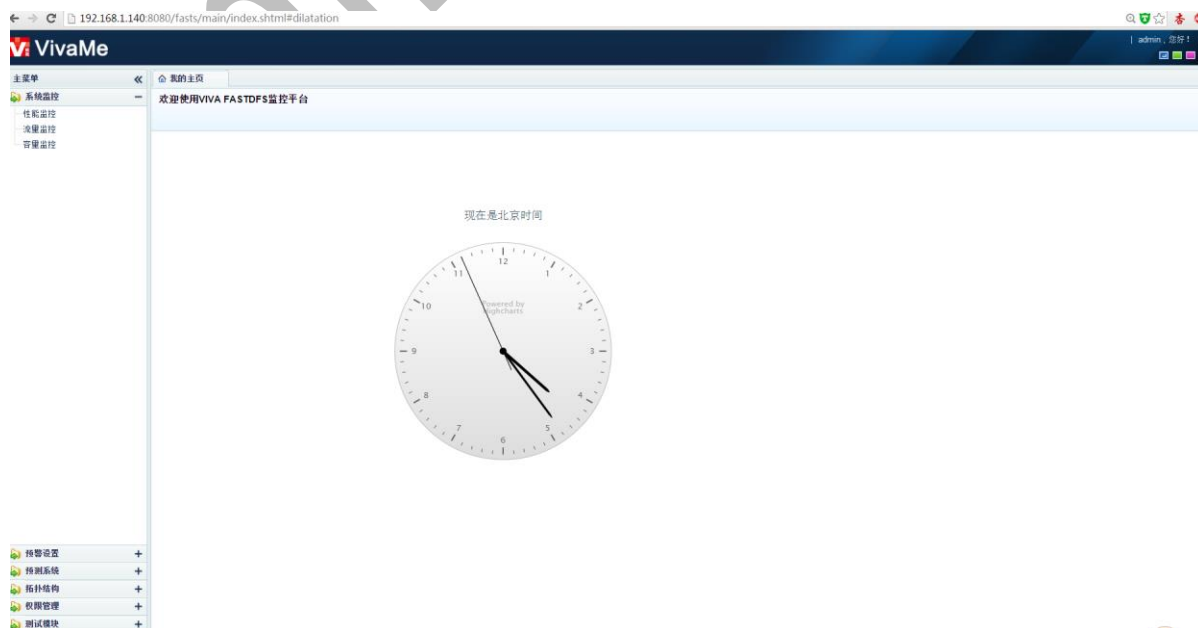 192.168.1.140:8080/fasts/main/index.shtml#dilatation
VivaMe
| admin , 您好!
主菜单
我的主页
系统监控
欢迎使用VIVA FASTDFS监控平台
性能监控
流量监控
容量监控
现在是北京时间
12
11
1
Powered by
Highcharts
10
2
9
3
8
4
7
5
6
预警设置
预测系统
拓扑结构
权限管理
测试模块